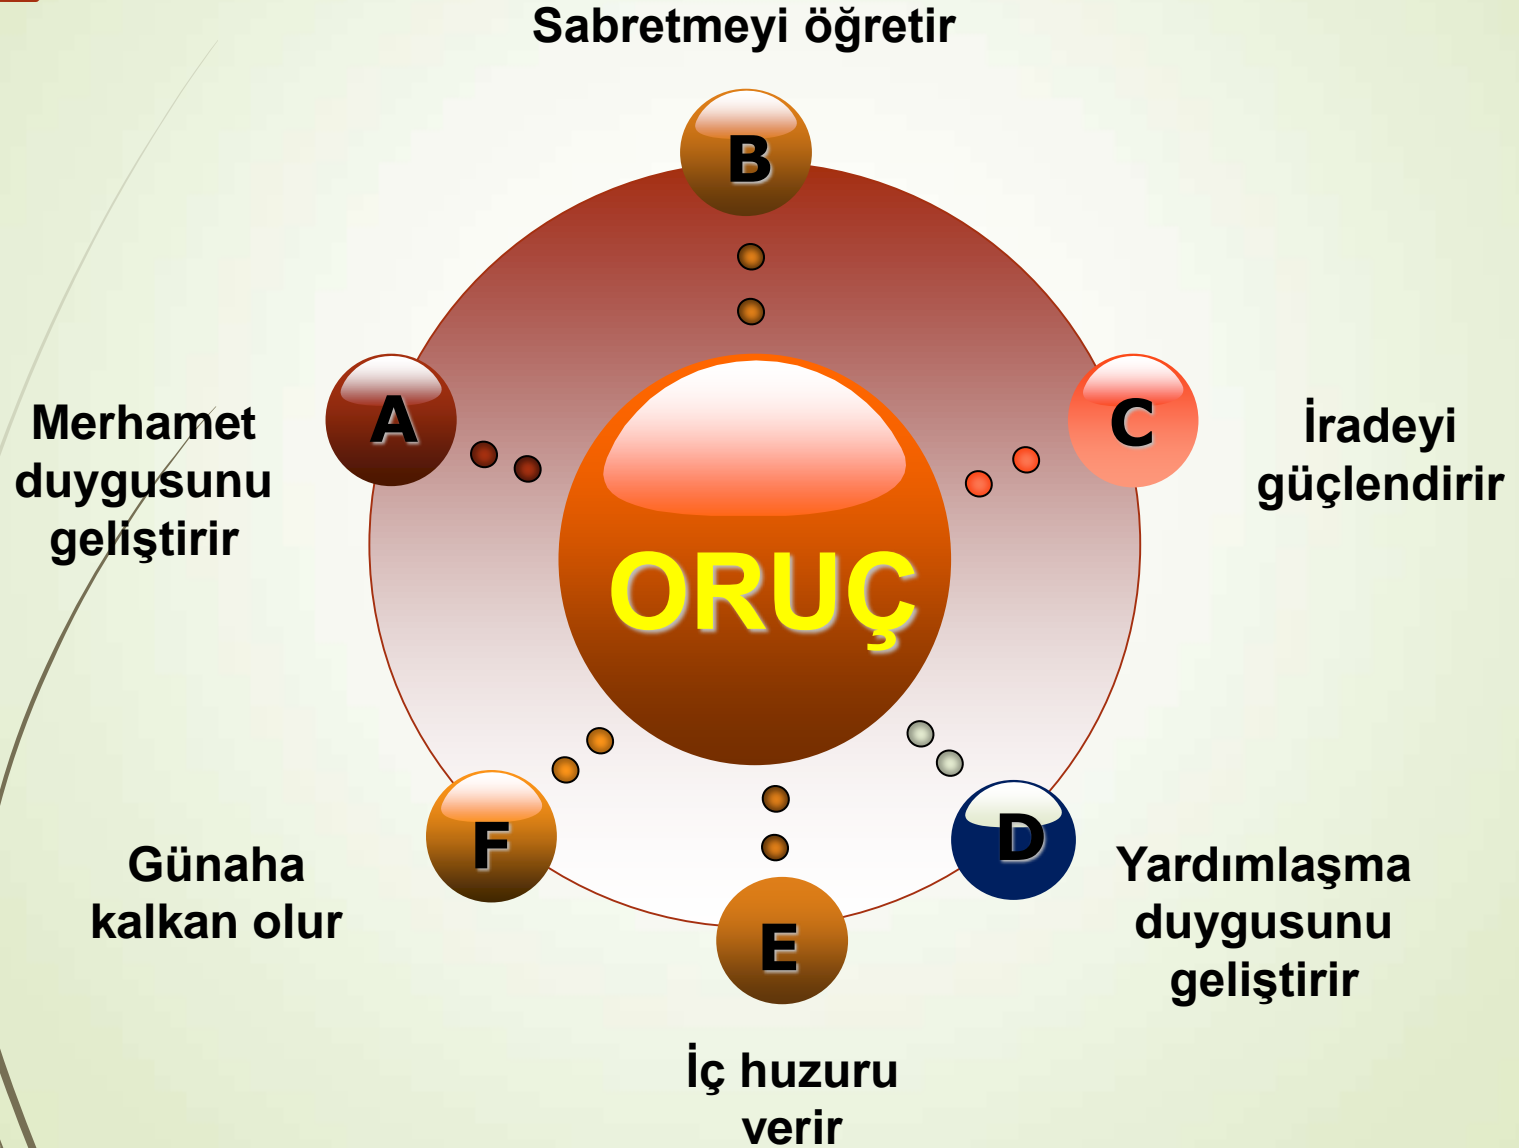 Sabretmeyi öğretir
B
A
C
Merhamet
duygusunu
geliştirir
İradeyi
güçlendirir
ORUÇ
F
D
E
Günaha
kalkan olur
Yardımlaşma
duygusunu
geliştirir
İç huzuru
verir